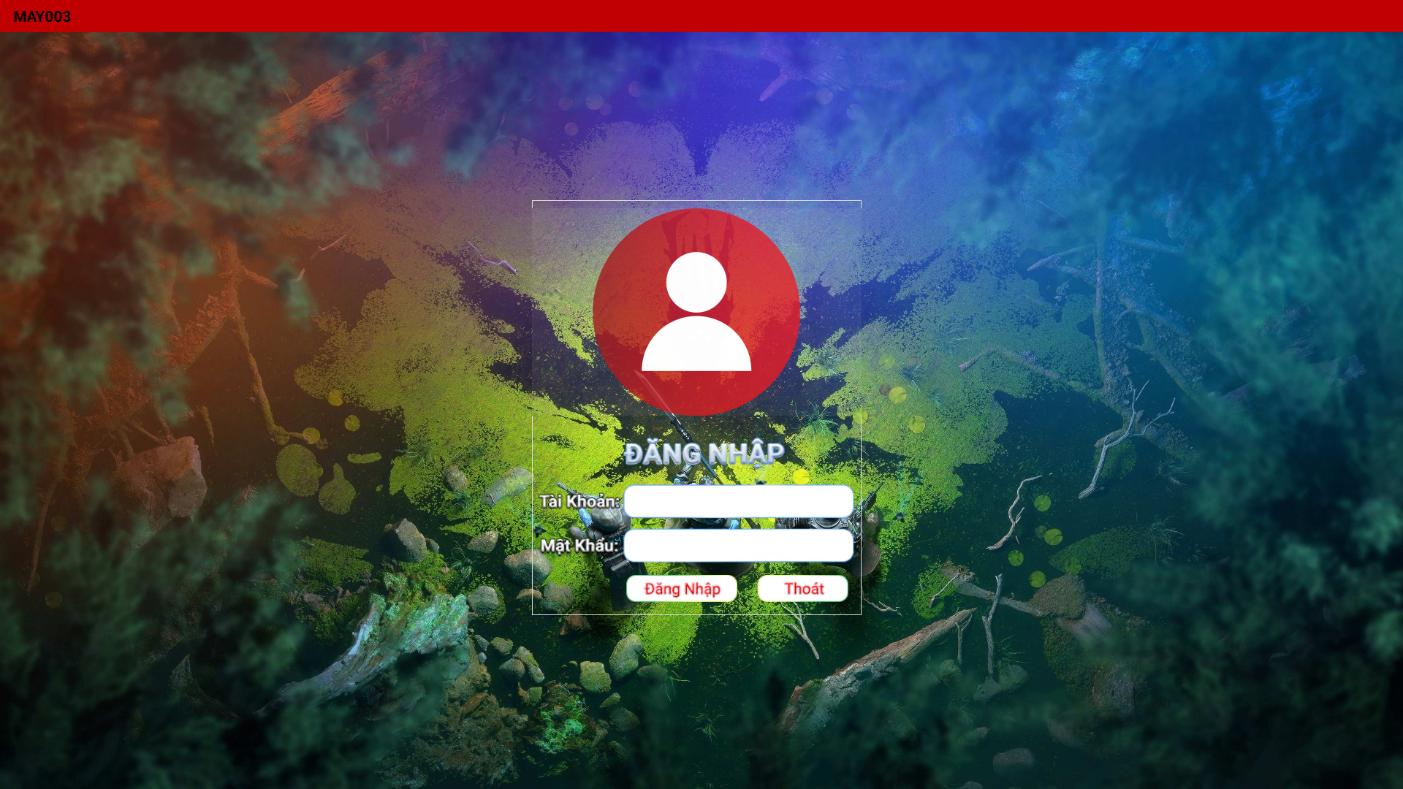 MAY003
ĐĂNG NHẬP
Tài Khoản:
Mật Khẩu:
Đăng Nhập Thoát